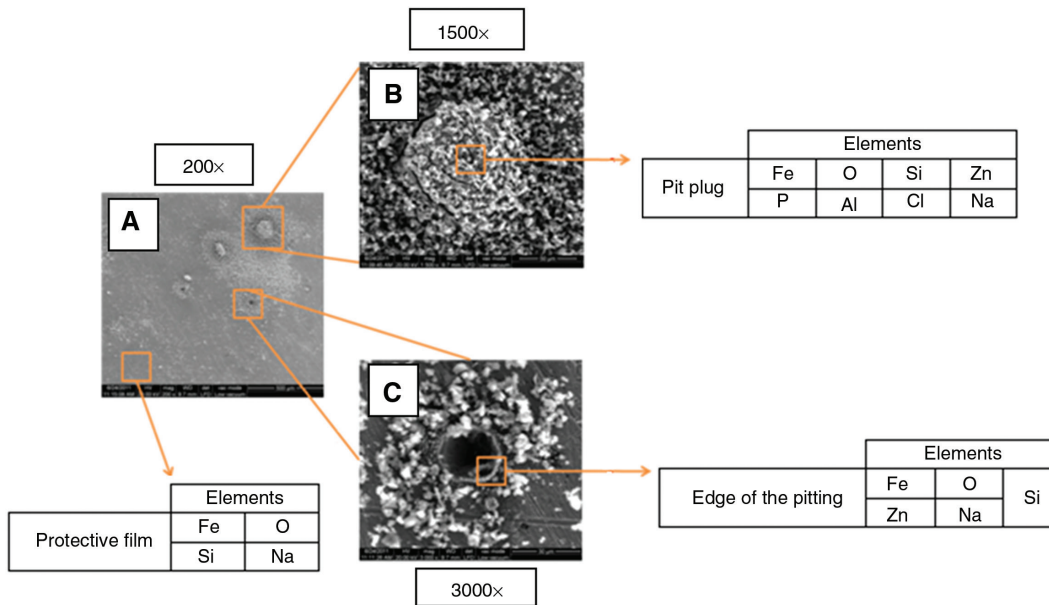 1500×
B
200×
A
Elements
Pit plug
Fe O Si Zn
P Al Cl Na
C
Elements
Edge of the pitting
Fe O Si
Zn Na
Elements
Protective film
Fe O
Si Na
3000×